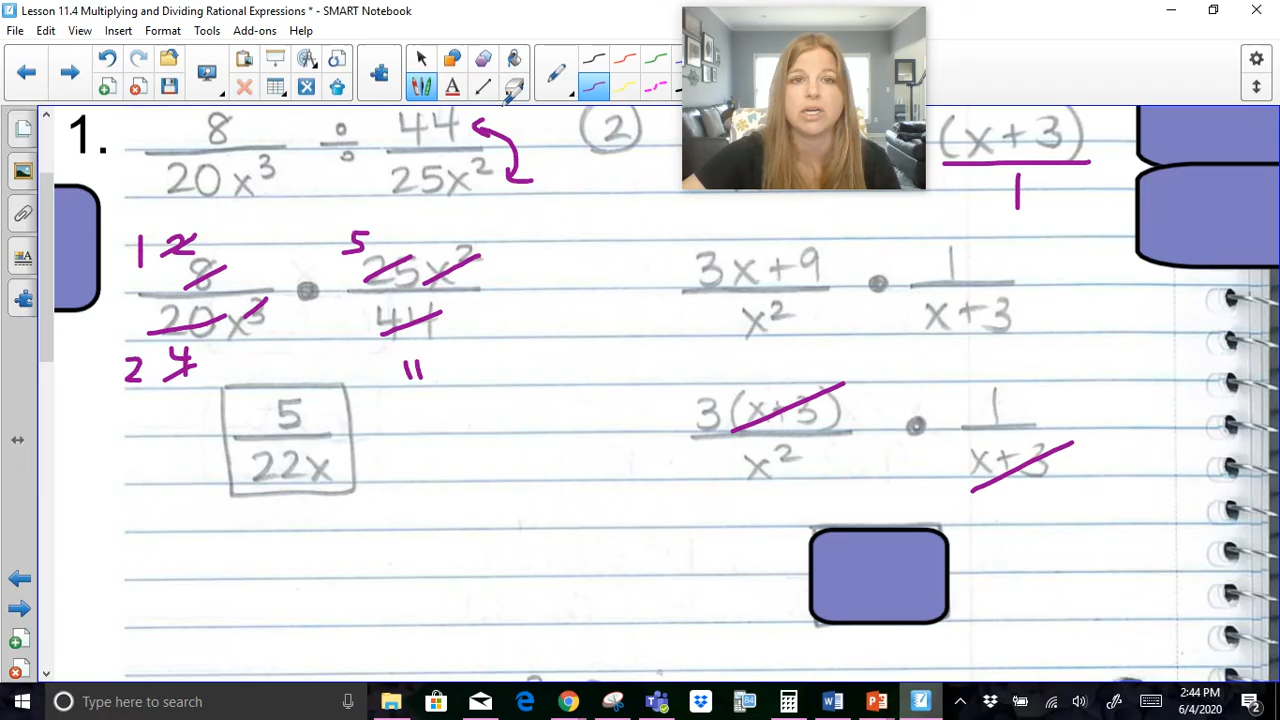 Lesson 11.4 Multiplying and Dividing Rational Expressions * - SMART Notebook
File Edit View Insert Format Tools Add-ons Help
1. 8/20x³ ÷ 44/25x²
2 (x+3)/1
1 2 5
8/20x³ • 25x²/44
2 4 11
3x+9/x² • 1/x+3
5/22x
3(x+3)/x² • 1/x+3
Type here to search
2:44 PM
6/4/2020
2